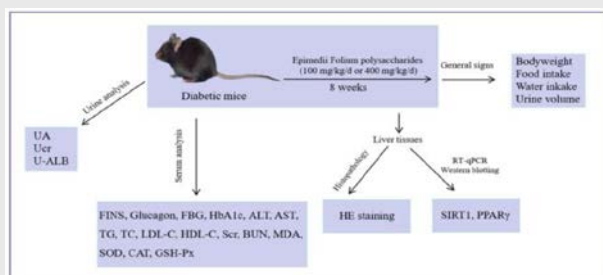 Epimedii Folium polysaccharides
(100 mg/kg/d or 400 mg/kg/d)
8 weeks
Diabetic mice
General signs
Bodyweight
Food intake
Water inkake
Urine volume
Urine analysis
UA
Ucr
U-ALB
Serum analysis
FINS, Glucagon, FBG, HbA1c, ALT, AST,
TG, TC, LDL-C, HDL-C, Scr, BUN, MDA,
SOD, CAT, GSH-Px
Liver tissues
Histopathology
HE staining
RT-qPCR
Western blotting
SIRT1, PPARγ